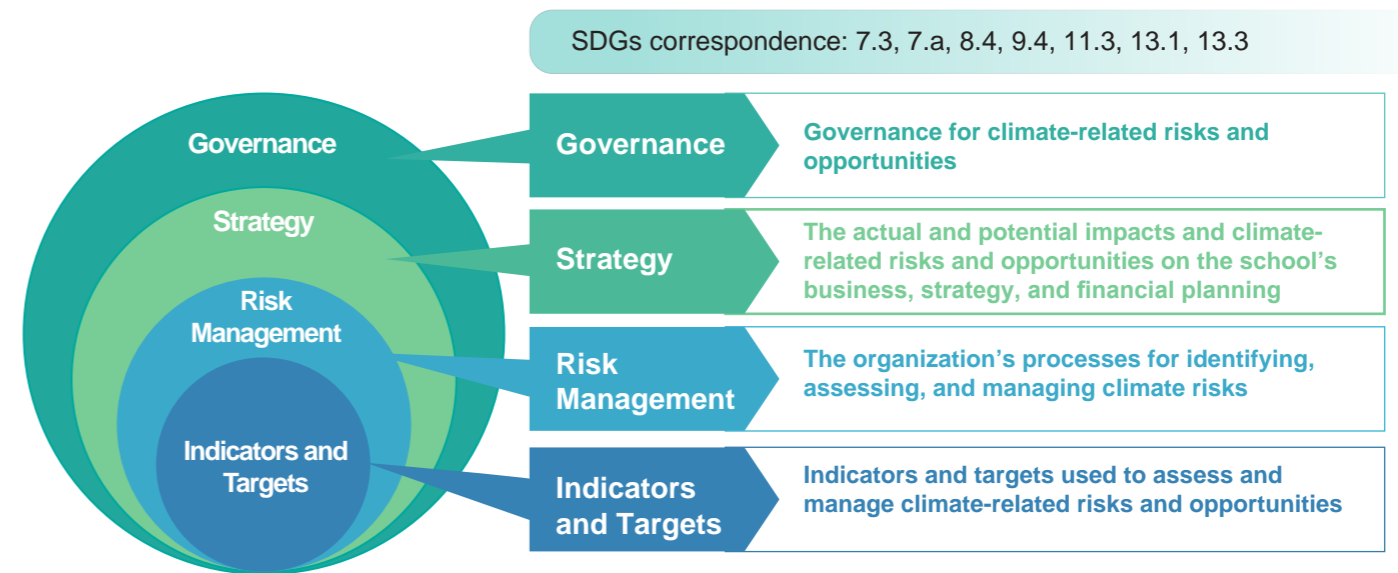 SDGs correspondence: 7.3, 7.a, 8.4, 9.4, 11.3, 13.1, 13.3
Governance
Strategy
Risk
Management
Indicators and
Targets
Governance
Governance for climate-related risks and
opportunities
Strategy
The actual and potential impacts and climate-
related risks and opportunities on the school’s
business, strategy, and financial planning
Risk
Management
The organization’s processes for identifying,
assessing, and managing climate risks
Indicators
and Targets
Indicators and targets used to assess and
manage climate-related risks and opportunities